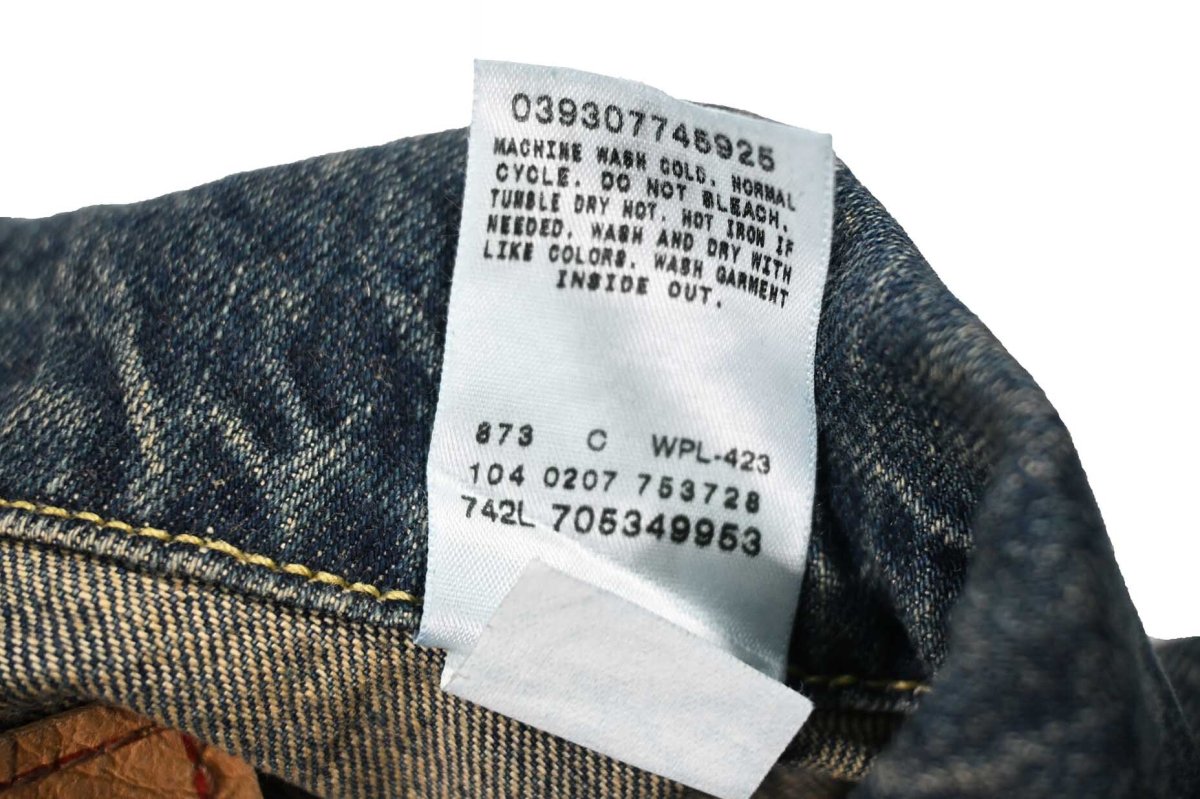 039307745925
MACHINE WASH COLD. NORMAL
CYCLE. DO NOT BLEACH.
TUMBLE DRY HOT. HOT IRON IF
NEEDED. WASH AND DRY WITH
LIKE COLORS. WASH GARMENT
INSIDE OUT.
873 C WPL-423
104 0207 753728
742L 705349953